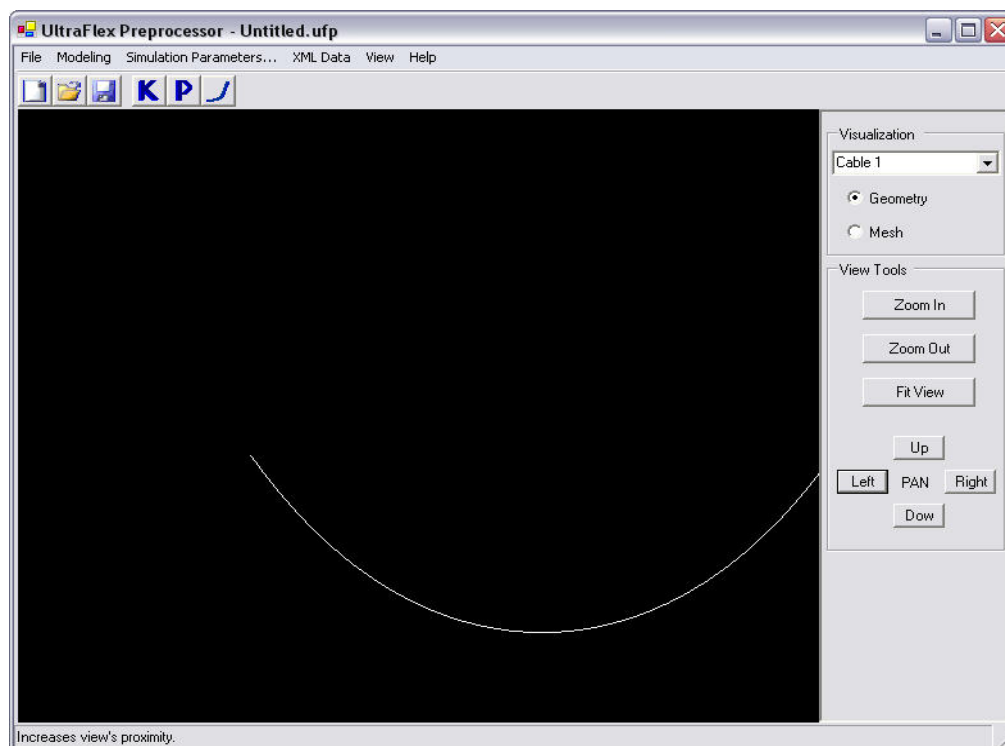 UltraFlex Preprocessor - Untitled.ufp
File Modeling Simulation Parameters... XML Data View Help
K P
Visualization
Cable 1
Geometry
Mesh
View Tools
Zoom In
Zoom Out
Fit View
Up
Left PAN Right
Dow
Increases view's proximity.